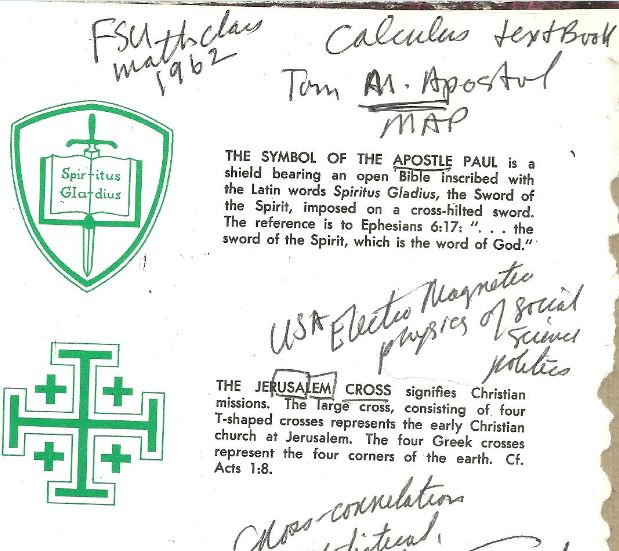 FSU
math class
1962
Calculus textBook
Tom M. Apostol
MAP
Spiritus
Gladius
THE SYMBOL OF THE APOSTLE PAUL is a
shield bearing an open Bible inscribed with
the Latin words Spiritus Gladius, the Sword of
the Spirit, imposed on a cross-hilted sword.
The reference is to Ephesians 6:17: ". . . the
sword of the Spirit, which is the word of God."
USA Electro Magnetic
physics of social
science
politics
THE JERUSALEM CROSS signifies Christian
missions. The large cross, consisting of four
T-shaped crosses represents the early Christian
church at Jerusalem. The four Greek crosses
represent the four corners of the earth. Cf.
Acts 1:8.
Cross-correlation